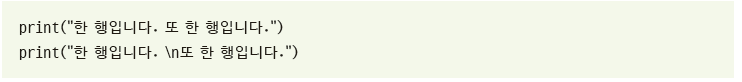 print("한 행입니다. 또 한 행입니다.")
print("한 행입니다. \n또 한 행입니다.")